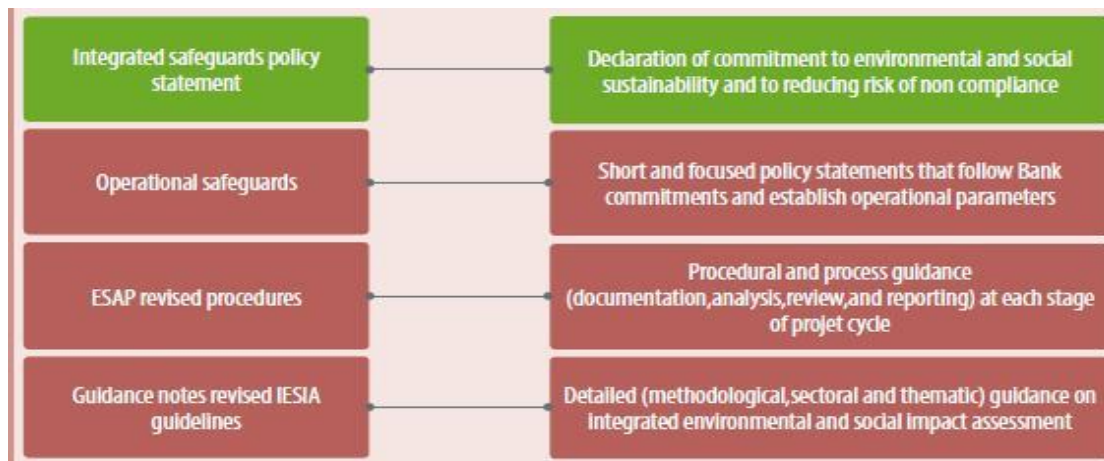 Integrated safeguards policy
statement
Declaration of commitment to environmental and social
sustainability and to reducing risk of non compliance
Operational safeguards
Short and focused policy statements that follow Bank
commitments and establish operational parameters
ESAP revised procedures
Procedural and process guidance
(documentation,analysis,review,and reporting) at each stage
of projet cycle
Guidance notes revised IESIA
guidelines
Detailed (methodological,sectoral and thematic) guidance on
integrated environmental and social impact assessment